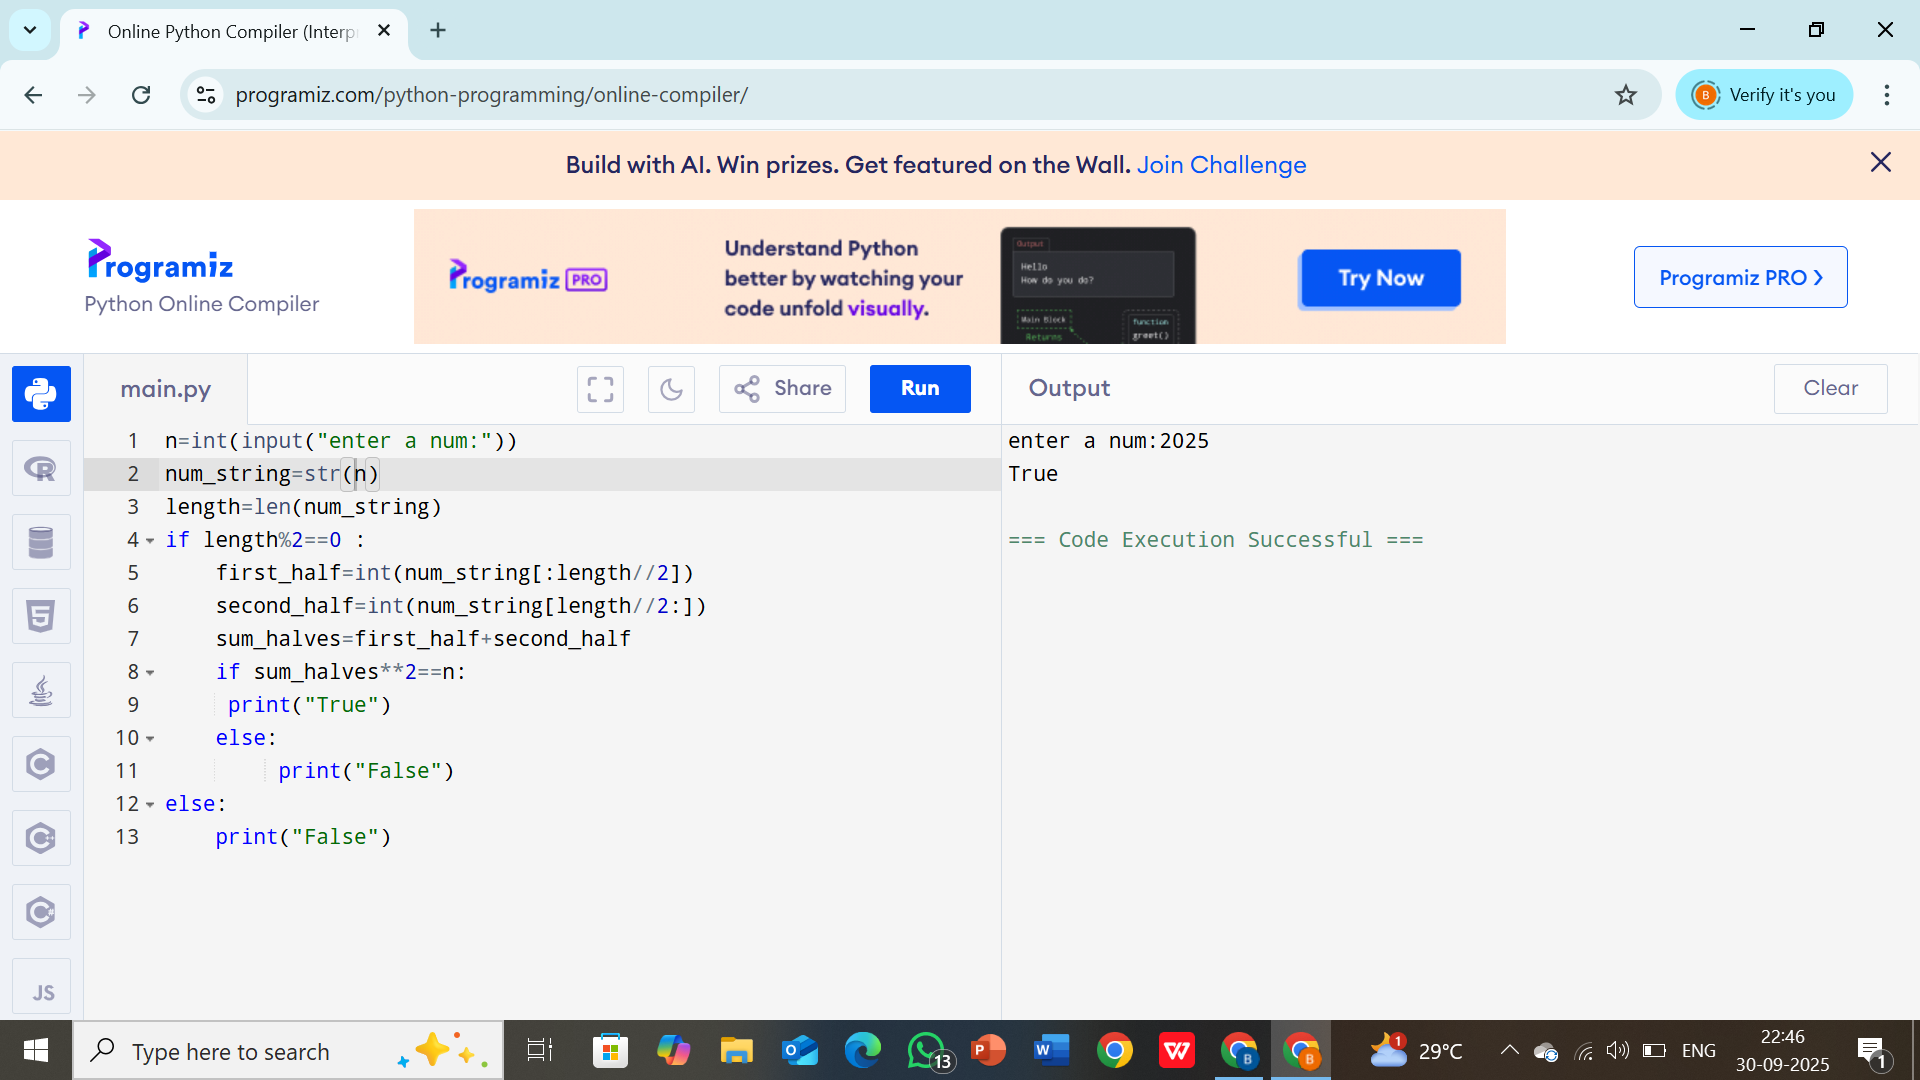 Online Python Compiler (Interp
programiz.com/python-programming/online-compiler/
B
Verify it's you
Build with AI. Win prizes. Get featured on the Wall. Join Challenge
Programiz
Python Online Compiler
Programiz PRO
Understand Python
better by watching your
code unfold visually.
Output
Hello
How do you do?
Main Block
Returns
function
greet()
Try Now
Programiz PRO
main.py
Share
Run
Output
Clear
1 n=int(input("enter a num:"))
2 num_string=str(n)
3 length=len(num_string)
4 if length%2==0 :
5 first_half=int(num_string[:length//2])
6 second_half=int(num_string[length//2:])
7 sum_halves=first_half+second_half
8 if sum_halves**2==n:
9 print("True")
10 else:
11 print("False")
12 else:
13 print("False")
enter a num:2025
True
=== Code Execution Successful ===
R
5
C
C++
C#
JS
Type here to search
O
13
P
W
W
B
B
1
29°C
ENG
22:46
30-09-2025
1